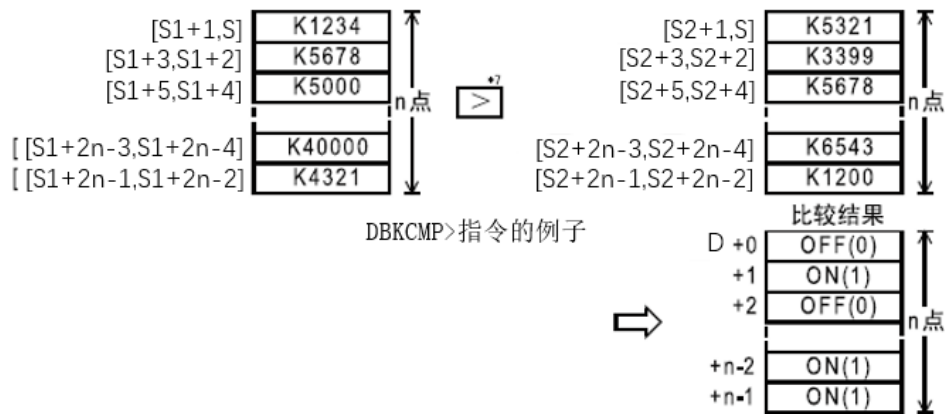 [S1+1,S] K1234
[S1+3,S1+2] K5678
[S1+5,S1+4] K5000
n点
[ [S1+2n-3,S1+2n-4] K40000
[ [S1+2n-1,S1+2n-2] K4321
>
[S2+1,S] K5321
[S2+3,S2+2] K3399
[S2+5,S2+4] K5678
n点
[S2+2n-3,S2+2n-4] K6543
[S2+2n-1,S2+2n-2] K1200
DBKCMP>指令的例子
比较结果
D +0 OFF(0)
+1 ON(1)
+2 OFF(0)
n点
+n-2 ON(1)
+n-1 ON(1)